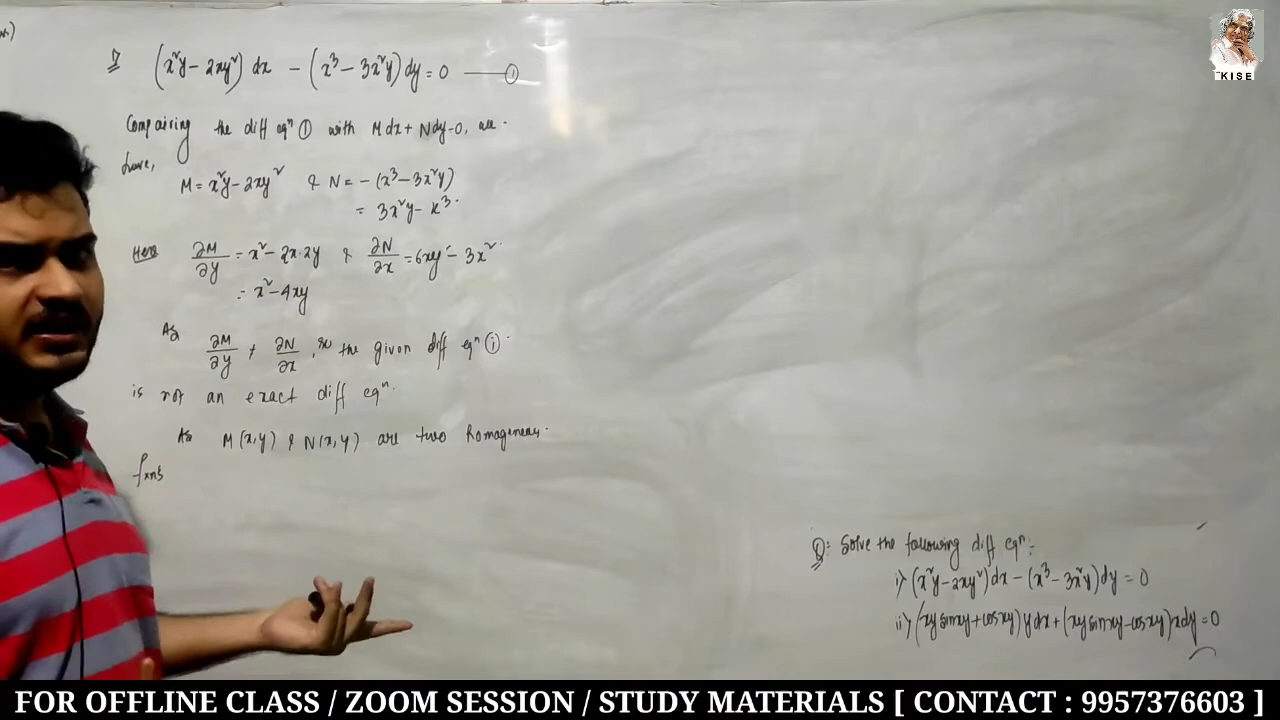 i) (x²y - 2xy²) dx - (x³ - 3x²y) dy = 0 —— ①
Compairing the diff eqⁿ ① with Mdx + Ndy = 0, we
have,
M = x²y - 2xy² & N = - (x³ - 3x²y)
= 3x²y - x³
Here ∂M/∂y = x² - 2x·2y & ∂N/∂x = 6xy - 3x²
= x² - 4xy
As ∂M/∂y ≠ ∂N/∂x, so the given diff eqⁿ ①
is not an exact diff eqⁿ.
As M(x,y) & N(x,y) are two homogeneous
fxns
Q: Solve the following diff eqⁿ:-
i) (x²y - 2xy²) dx - (x³ - 3x²y) dy = 0
ii) (xy sinxy + cosxy) y dx + (xy sinxy - cosxy) x dy = 0
KISE
FOR OFFLINE CLASS / ZOOM SESSION / STUDY MATERIALS [ CONTACT : 9957376603 ]